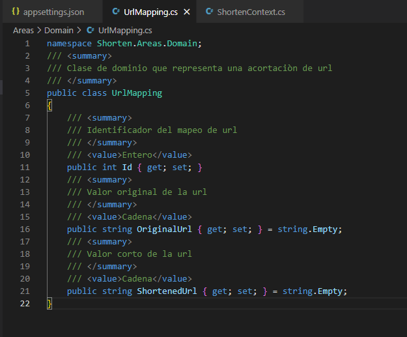 appsettings.json
UrlMapping.cs
ShortenContext.cs
Areas > Domain > UrlMapping.cs
1 namespace Shorten.Areas.Domain;
2 /// <summary>
3 /// Clase de dominio que representa una acortaciòn de url
4 /// </summary>
5 public class UrlMapping
6 {
7 /// <summary>
8 /// Identificador del mapeo de url
9 /// </summary>
10 /// <value>Entero</value>
11 public int Id { get; set; }
12 /// <summary>
13 /// Valor original de la url
14 /// </summary>
15 /// <value>Cadena</value>
16 public string OriginalUrl { get; set; } = string.Empty;
17 /// <summary>
18 /// Valor corto de la url
19 /// </summary>
20 /// <value>Cadena</value>
21 public string ShortenedUrl { get; set; } = string.Empty;
22 }